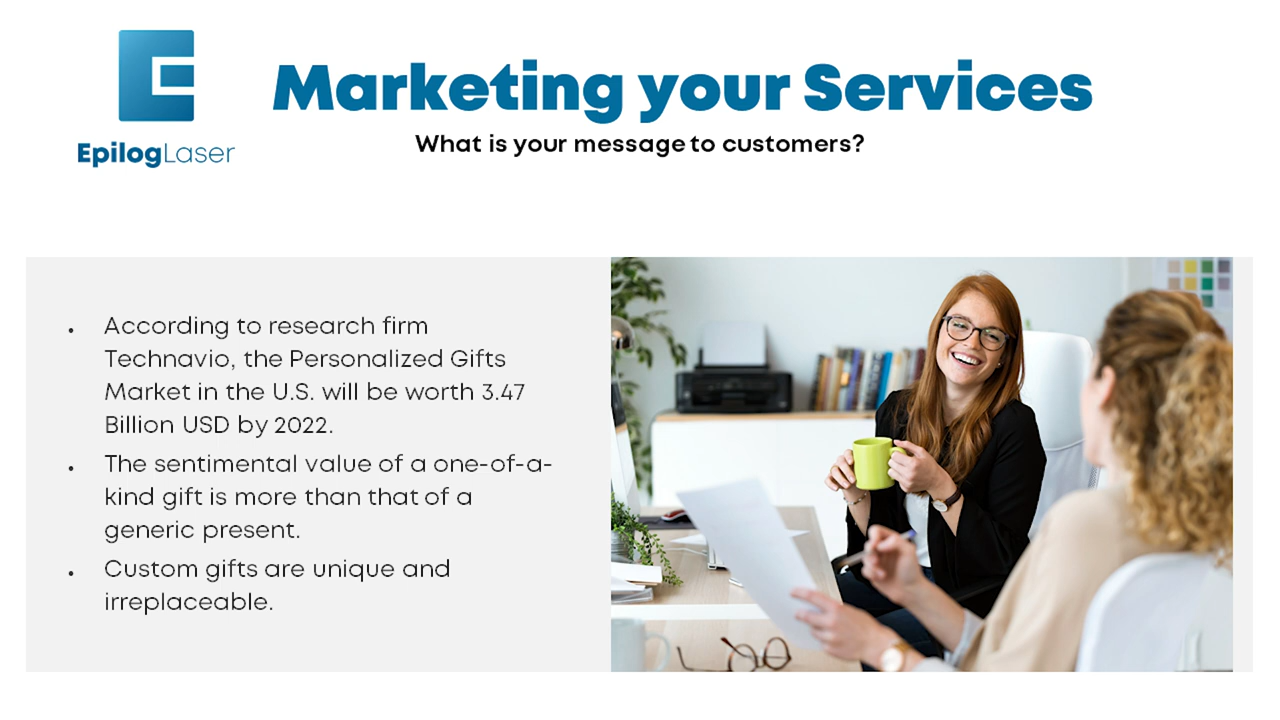 EpilogLaser
Marketing your Services
What is your message to customers?
• According to research firm
Technavio, the Personalized Gifts
Market in the U.S. will be worth 3.47
Billion USD by 2022.
• The sentimental value of a one-of-a-
kind gift is more than that of a
generic present.
• Custom gifts are unique and
irreplaceable.